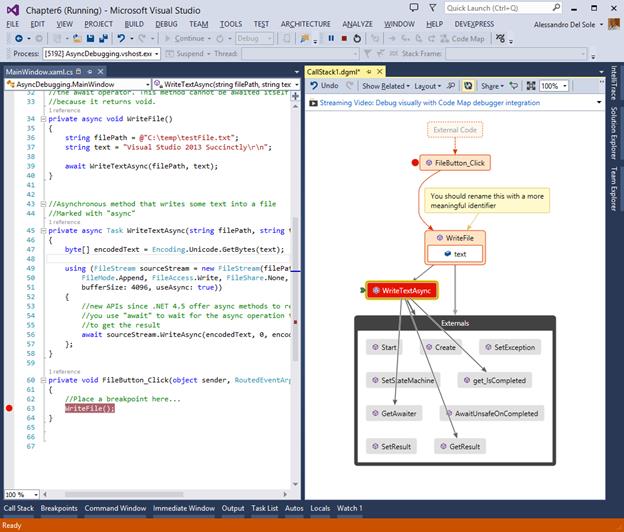 Chapter6 (Running) - Microsoft Visual Studio
Quick Launch (Ctrl+Q)
FILE EDIT VIEW PROJECT BUILD DEBUG TEAM TOOLS TEST ARCHITECTURE ANALYZE WINDOW HELP DEVEXPRESS
Alessandro Del Sole
Continue Debug Code Map
Process: [5192] AsyncDebugging.vshost.exe Suspend Thread: Stack Frame:
MainWindow.xaml.cs
AsyncDebugging.MainWindow WriteTextAsync(string filePath, string text
32 //the await operator. This method cannot be awaited itself
33 //because it returns void.
1 reference
34 private async void WriteFile()
35 {
36 string filePath = @"C:\temp\testFile.txt";
37 string text = "Visual Studio 2013 Succinctly\r\n";
38
39 await WriteTextAsync(filePath, text);
40 }
41
42
43 //Asynchronous method that writes some text into a file
44 //Marked with "async"
1 reference
45 private async Task WriteTextAsync(string filePath, string t
46 {
47 byte[] encodedText = Encoding.Unicode.GetBytes(text);
48
49 using (FileStream sourceStream = new FileStream(filePat
50 FileMode.Append, FileAccess.Write, FileShare.None,
51 bufferSize: 4096, useAsync: true))
52 {
53 //new APIs since .NET 4.5 offer async methods to re
54 //you use "await" to wait for the async operation t
55 //to get the result
56 await sourceStream.WriteAsync(encodedText, 0, encod
57 };
58 }
59
1 reference
60 private void FileButton_Click(object sender, RoutedEventArg
61 {
62 //Place a breakpoint here...
63 WriteFile();
64 }
65
66
67
100 %
CallStack1.dgml*
Undo Show Related Layout Share 100%
Streaming Video: Debug visually with Code Map debugger integration
External Code
FileButton_Click
You should rename this with a more
meaningful identifier
WriteFile
text
WriteTextAsync
Externals
Start Create SetException
SetStateMachine get_IsCompleted
GetAwaiter AwaitUnsafeOnCompleted
SetResult GetResult
IntelliTrace
Solution Explorer
Team Explorer
Call Stack Breakpoints Command Window Immediate Window Output Task List Autos Locals Watch 1
Ready